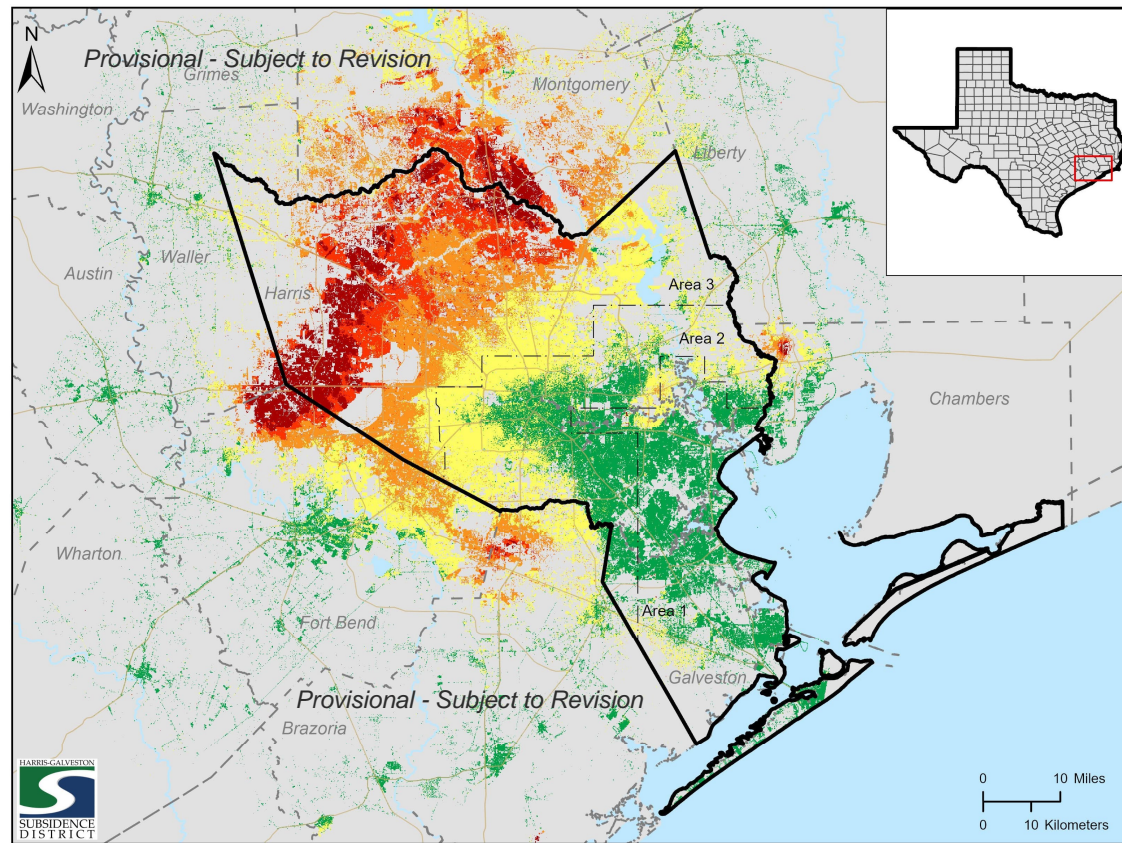 N
Provisional - Subject to Revision
Grimes
Montgomery
Washington
Liberty
Waller
Austin
Harris
Area 3
Area 2
Chambers
Wharton
Area 1
Fort Bend
Galveston
Provisional - Subject to Revision
Brazoria
HARRIS-GALVESTON
SUBSIDENCE
DISTRICT
0 10 Miles
0 10 Kilometers